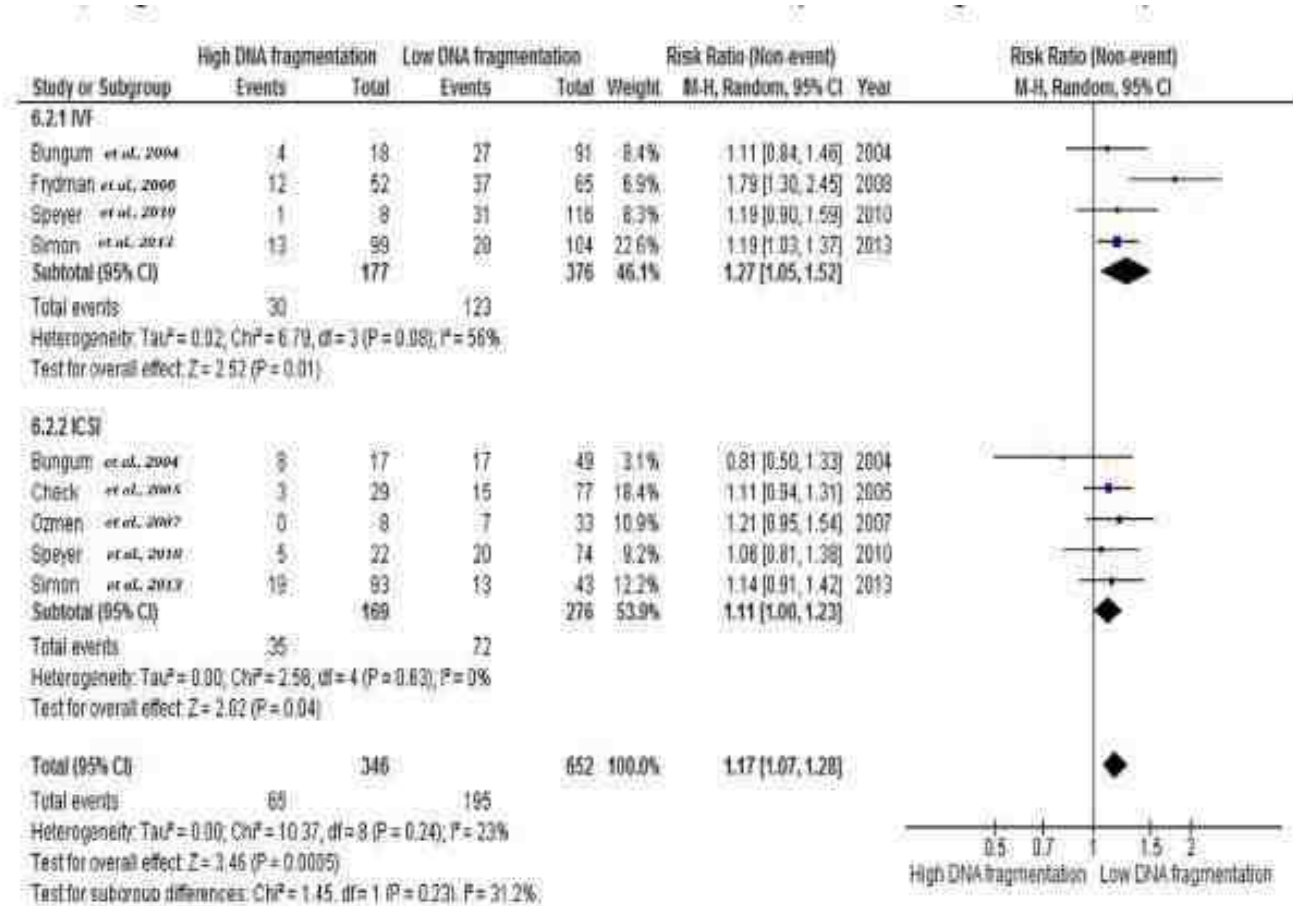 High DNA fragmentation Low DNA fragmentation Risk Ratio (Non-event) Risk Ratio (Non-event)
Study or Subgroup Events Total Events Total Weight M-H, Random, 95% CI Year M-H, Random, 95% CI
6.2.1 IVF
Bungum et al., 2004 4 18 27 91 8.4% 1.11 [0.84, 1.46] 2004
Frydman et al., 2008 12 52 37 65 6.9% 1.79 [1.30, 2.45] 2008
Speyer et al., 2010 1 8 31 116 8.3% 1.19 [0.90, 1.59] 2010
Simon et al., 2013 13 99 28 104 22.6% 1.19 [1.03, 1.37] 2013
Subtotal (95% CI) 177 376 46.1% 1.27 [1.05, 1.52]
Total events 30 123
Heterogeneity: Tau² = 0.02; Chi² = 6.79, df = 3 (P = 0.08); I² = 56%
Test for overall effect: Z = 2.52 (P = 0.01)
6.2.2 ICSI
Bungum et al., 2004 8 17 17 49 3.1% 0.81 [0.50, 1.33] 2004
Check et al., 2005 3 29 15 77 18.4% 1.11 [0.94, 1.31] 2005
Ozmen et al., 2007 0 8 7 33 10.9% 1.21 [0.95, 1.54] 2007
Speyer et al., 2010 5 22 20 74 9.2% 1.06 [0.81, 1.38] 2010
Simon et al., 2013 19 93 13 43 12.2% 1.14 [0.91, 1.42] 2013
Subtotal (95% CI) 169 276 53.9% 1.11 [1.00, 1.23]
Total events 35 72
Heterogeneity: Tau² = 0.00; Chi² = 2.58, df = 4 (P = 0.63); I² = 0%
Test for overall effect: Z = 2.02 (P = 0.04)
Total (95% CI) 346 652 100.0% 1.17 [1.07, 1.28]
Total events 65 195
Heterogeneity: Tau² = 0.00; Chi² = 10.37, df = 8 (P = 0.24); I² = 23%
Test for overall effect: Z = 3.46 (P = 0.0005)
Test for subgroup differences: Chi² = 1.45, df = 1 (P = 0.23), I² = 31.2%
0.5 0.7 1 1.5 2
High DNA fragmentation Low DNA fragmentation